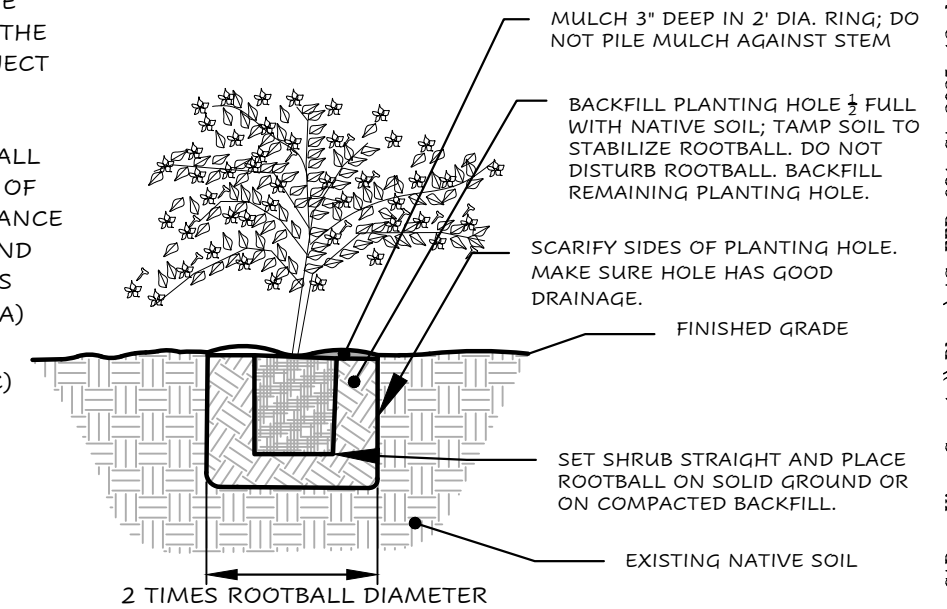 THE
JECT
ALL
OF
ANCE
ND
S
A)
MULCH 3" DEEP IN 2' DIA. RING; DO
NOT PILE MULCH AGAINST STEM
BACKFILL PLANTING HOLE ½ FULL
WITH NATIVE SOIL; TAMP SOIL TO
STABILIZE ROOTBALL. DO NOT
DISTURB ROOTBALL. BACKFILL
REMAINING PLANTING HOLE.
SCARIFY SIDES OF PLANTING HOLE.
MAKE SURE HOLE HAS GOOD
DRAINAGE.
FINISHED GRADE
SET SHRUB STRAIGHT AND PLACE
ROOTBALL ON SOLID GROUND OR
ON COMPACTED BACKFILL.
EXISTING NATIVE SOIL
2 TIMES ROOTBALL DIAMETER